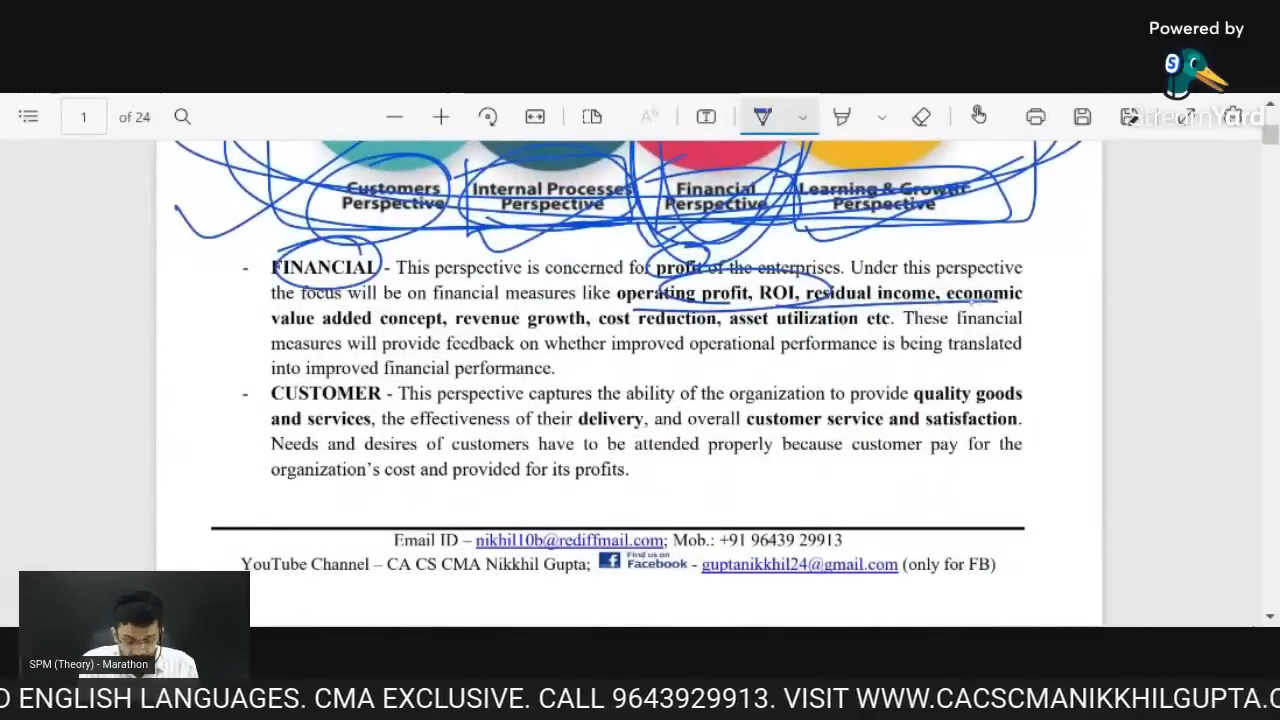 Powered by
S
StreamYard
1 of 24
Customers Internal Processes Financial Learning & Growth
Perspective Perspective Perspective Perspective
- FINANCIAL - This perspective is concerned for profit of the enterprises. Under this perspective
the focus will be on financial measures like operating profit, ROI, residual income, economic
value added concept, revenue growth, cost reduction, asset utilization etc. These financial
measures will provide feedback on whether improved operational performance is being translated
into improved financial performance.
- CUSTOMER - This perspective captures the ability of the organization to provide quality goods
and services, the effectiveness of their delivery, and overall customer service and satisfaction.
Needs and desires of customers have to be attended properly because customer pay for the
organization's cost and provided for its profits.
Email ID – nikhil10b@rediffmail.com; Mob.: +91 96439 29913
YouTube Channel – CA CS CMA Nikkhil Gupta; Find us on Facebook - guptanikkhil24@gmail.com (only for FB)
SPM (Theory) - Marathon
D ENGLISH LANGUAGES. CMA EXCLUSIVE. CALL 9643929913. VISIT WWW.CACSCMANIKKHILGUPTA.C